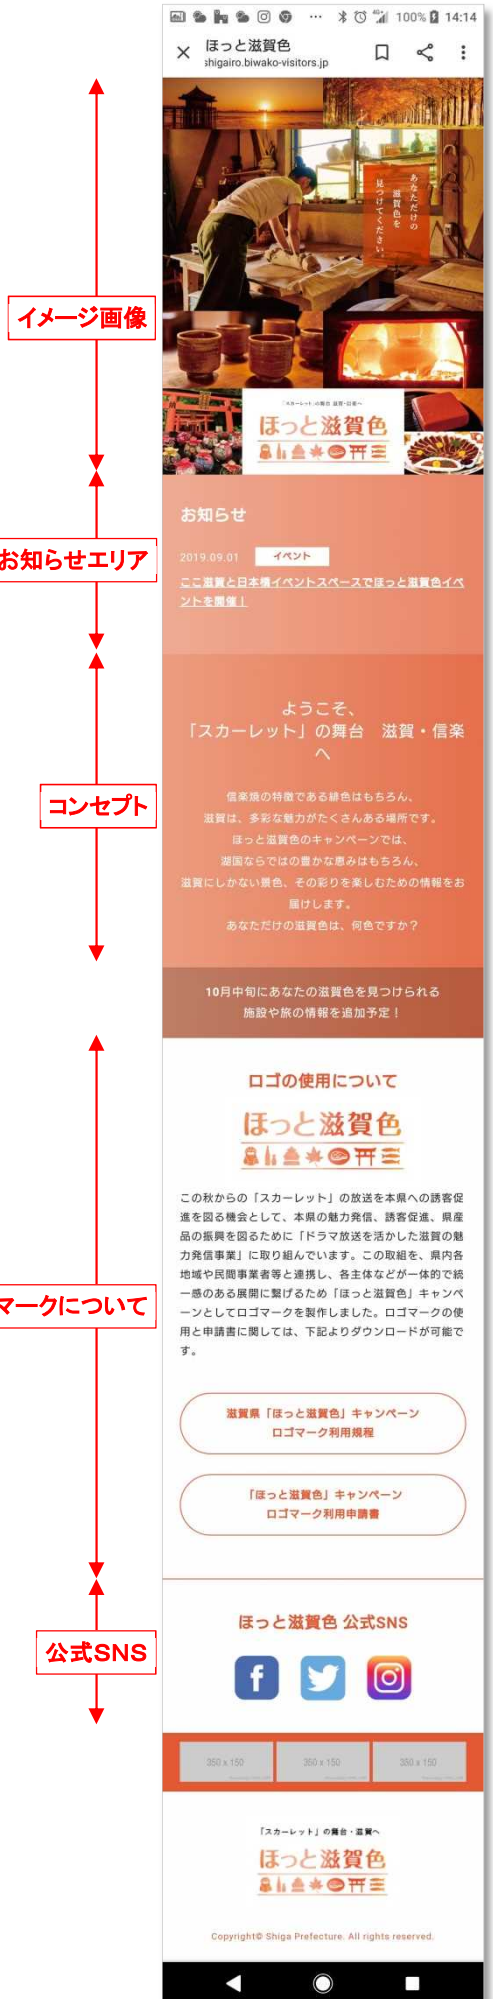 100% 14:14
ほっと滋賀色
shigairo.biwako-visitors.jp
あなただけの
滋賀色を
見つけてください。
イメージ画像
「スカーレット」の舞台 滋賀・信楽へ
ほっと滋賀色
お知らせ
お知らせエリア
2019.09.01 イベント
ここ滋賀と日本橋イベントスペースでほっと滋賀色イベ
ントを開催！
ようこそ、
「スカーレット」の舞台 滋賀・信楽
へ
コンセプト
信楽焼の特徴である緋色はもちろん、
滋賀は、多彩な魅力がたくさんある場所です。
ほっと滋賀色のキャンペーンでは、
湖国ならではの豊かな恵みはもちろん、
滋賀にしかない景色、その彩りを楽しむための情報をお
届けします。
あなただけの滋賀色は、何色ですか？
10月中旬にあなたの滋賀色を見つけられる
施設や旅の情報を追加予定！
ロゴの使用について
ほっと滋賀色
この秋からの「スカーレット」の放送を本県への誘客促
進を図る機会として、本県の魅力発信、誘客促進、県産
品の振興を図るために「ドラマ放送を活かした滋賀の魅
力発信事業」に取り組んでいます。この取組を、県内各
地域や民間事業者等と連携し、各主体などが一体的で統
一感のある展開に繋げるため「ほっと滋賀色」キャンペ
ーンとしてロゴマークを製作しました。ロゴマークの使
用と申請書に関しては、下記よりダウンロードが可能で
す。
マークについて
滋賀県「ほっと滋賀色」キャンペーン
ロゴマーク利用規程
「ほっと滋賀色」キャンペーン
ロゴマーク利用申請書
ほっと滋賀色 公式SNS
公式SNS
350 x 150 350 x 150 350 x 150
「スカーレット」の舞台・滋賀へ
ほっと滋賀色
Copyright© Shiga Prefecture. All rights reserved.